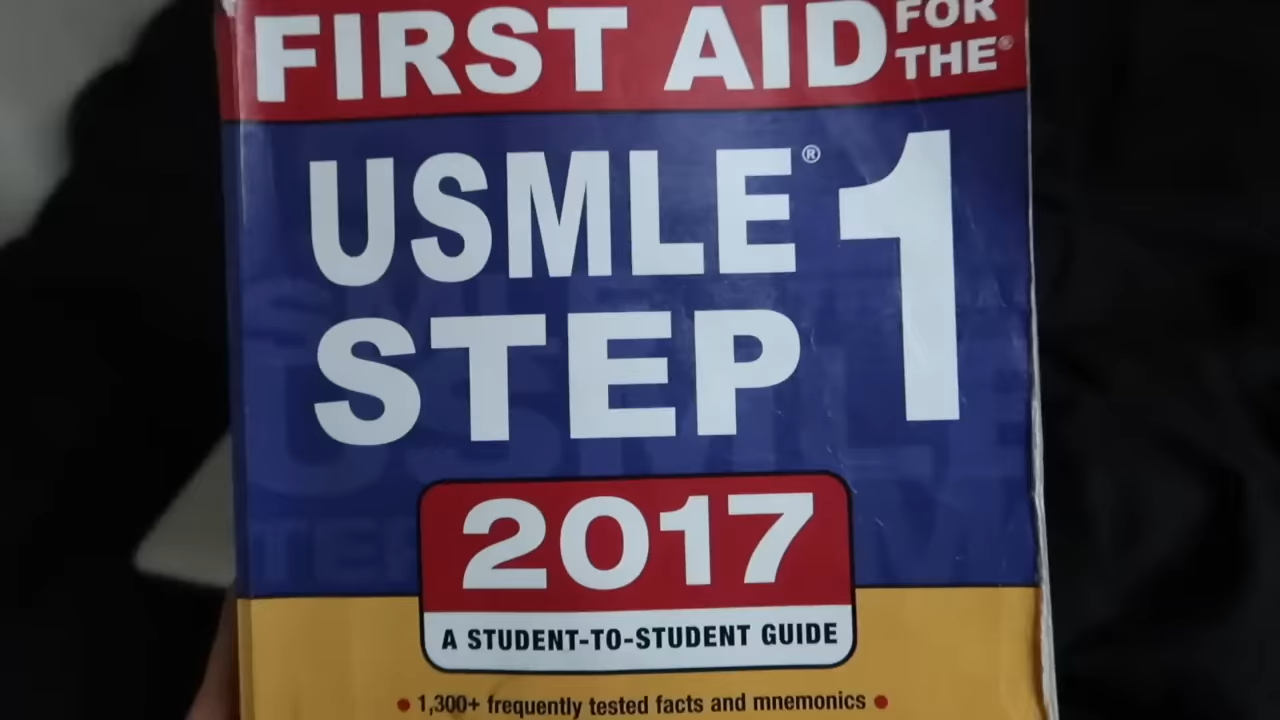 FIRST AID FOR THE®
USMLE® 1
STEP
2017
A STUDENT-TO-STUDENT GUIDE
• 1,300+ frequently tested facts and mnemonics •